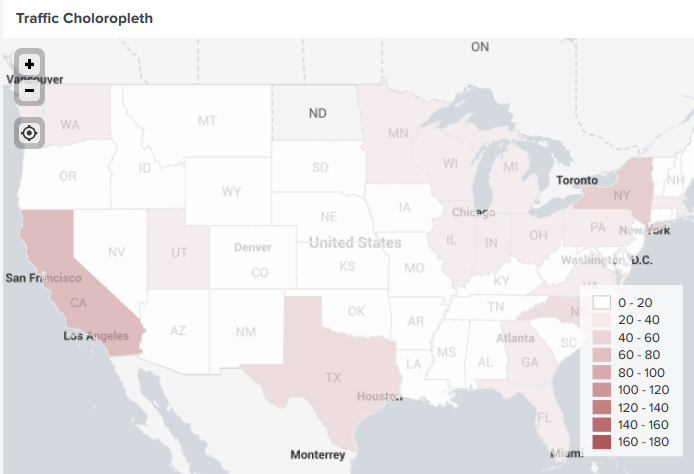 Traffic Choloropleth
+
−
ON
Vancouver
WA
MT
ND
MN
OR
ID
SD
WI
MI
Toronto
NH
WY
NY
IA
Chicago
NE
NV
UT
Denver
United States
IL
IN
OH
PA
New York
CO
KS
MO
Washington, D.C.
San Francisco
CA
KY
VA
Los Angeles
AZ
NM
OK
AR
TN
N
MS
AL
Atlanta
GA
SC
TX
LA
Houston
FL
Monterrey
Miami
0 - 20
20 - 40
40 - 60
60 - 80
80 - 100
100 - 120
120 - 140
140 - 160
160 - 180